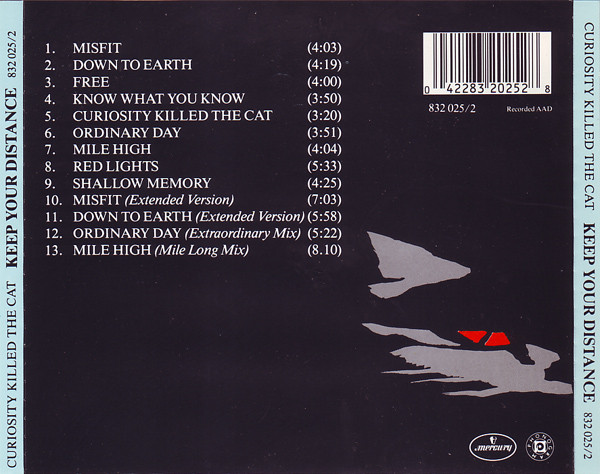 CURIOSITY KILLED THE CAT KEEP YOUR DISTANCE 832 025/2
1. MISFIT (4:03)
2. DOWN TO EARTH (4:19)
3. FREE (4:00)
4. KNOW WHAT YOU KNOW (3:50)
5. CURIOSITY KILLED THE CAT (3:20)
6. ORDINARY DAY (3:51)
7. MILE HIGH (4:04)
8. RED LIGHTS (5:33)
9. SHALLOW MEMORY (4:25)
10. MISFIT (Extended Version) (7:03)
11. DOWN TO EARTH (Extended Version) (5:58)
12. ORDINARY DAY (Extraordinary Mix) (5:22)
13. MILE HIGH (Mile Long Mix) (8.10)
0 42283 20252 8
832 025/2 Recorded AAD
mercury
PHONOGRAM
CURIOSITY KILLED THE CAT KEEP YOUR DISTANCE 832 025/2